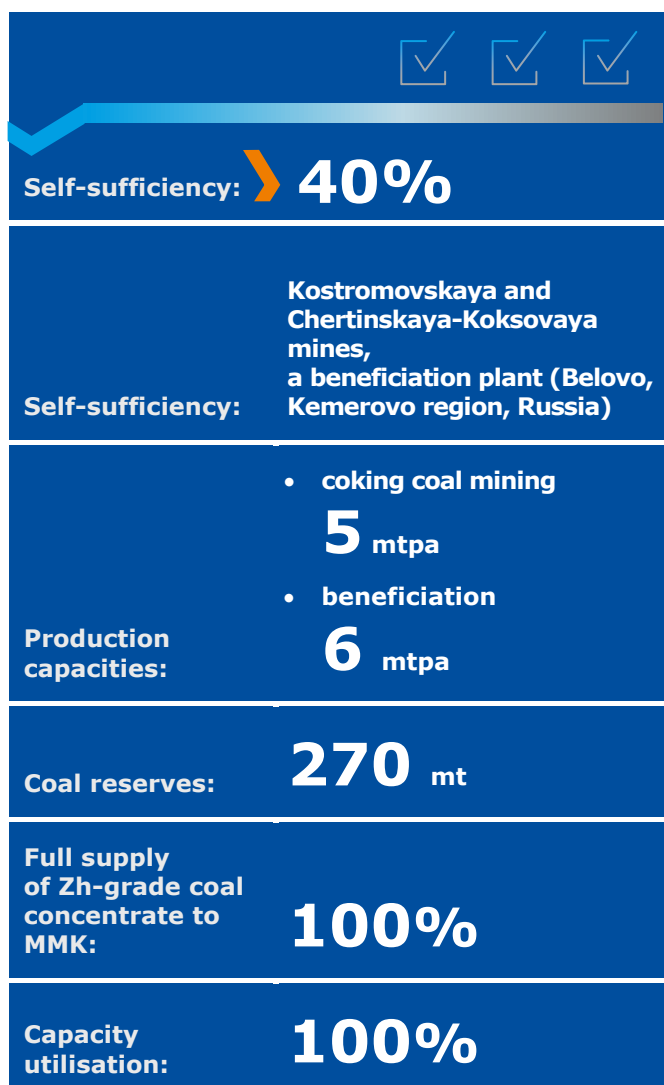 Self-sufficiency: 40%
Self-sufficiency:
Kostromovskaya and
Chertinskaya-Koksovaya
mines,
a beneficiation plant (Belovo,
Kemerovo region, Russia)
Production
capacities:
• coking coal mining
5 mtpa
• beneficiation
6 mtpa
Coal reserves: 270 mt
Full supply
of Zh-grade coal
concentrate to
MMK:
100%
Capacity
utilisation:
100%